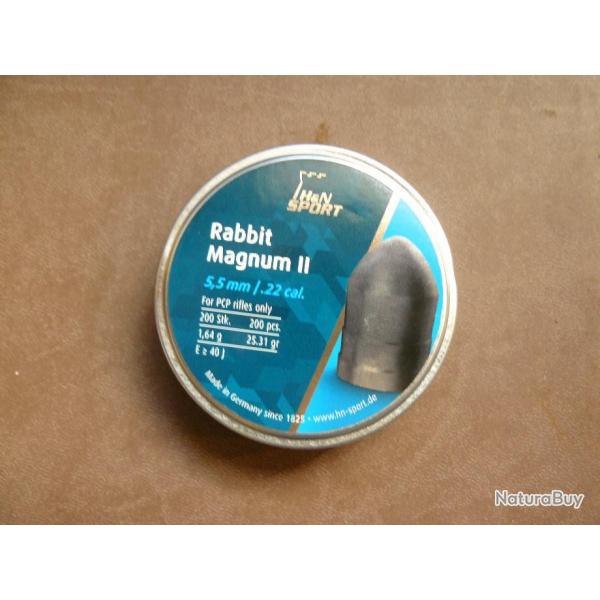 H&N
SPORT
Rabbit
Magnum II
5,5 mm / .22 cal.
For PCP rifles only
200 Stk. 200 pcs.
1,64 g 25.31 gr
E ≥ 40 J
Made in Germany since 1825 • www.hn-sport.de
NaturaBuy